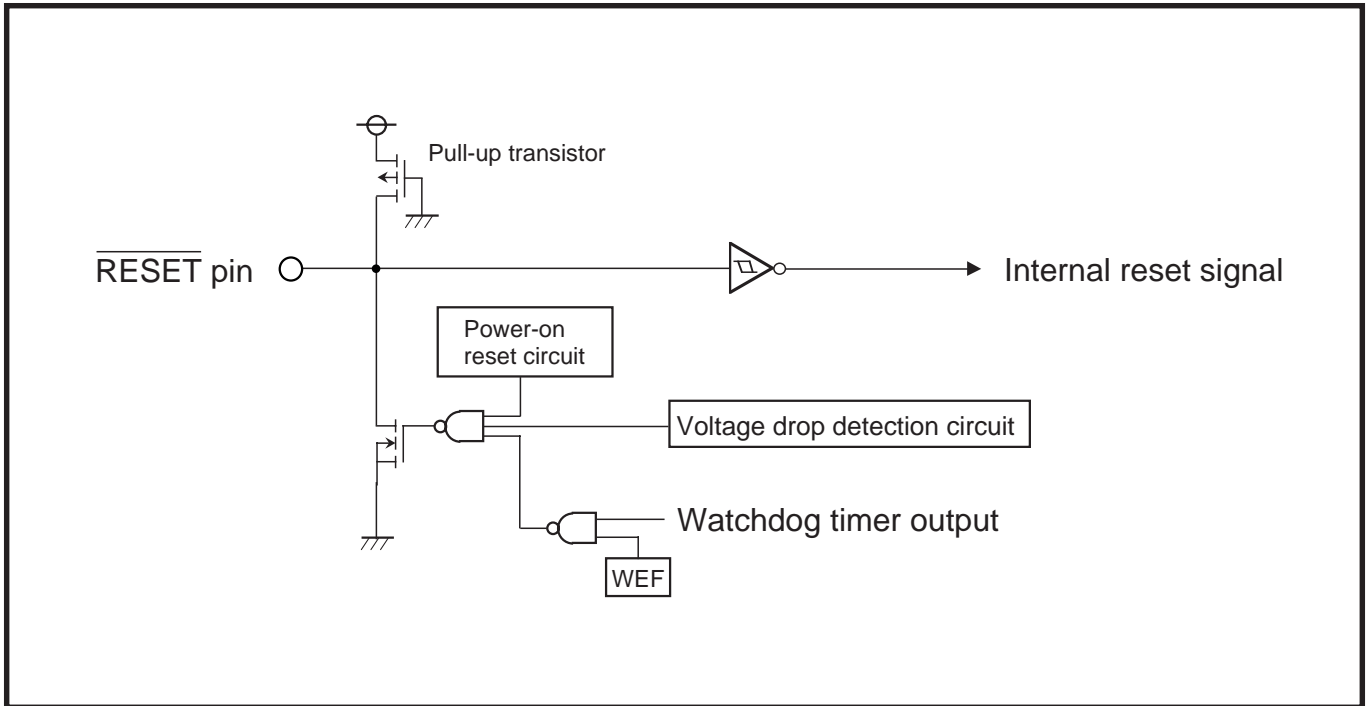 Pull-up transistor
R̅E̅S̅E̅T̅ pin
Internal reset signal
Power-on
reset circuit
Voltage drop detection circuit
Watchdog timer output
WEF